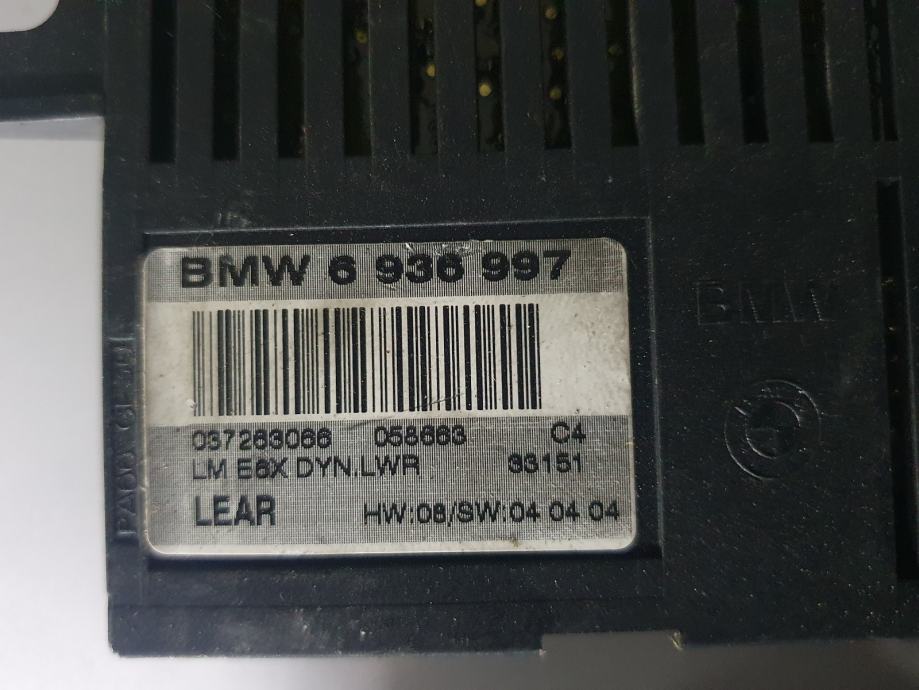 BMW 6 936 997
037263066 058663 C4
LM E6X DYN.LWR 33151
LEAR HW:08/SW:04 04 04
BMW